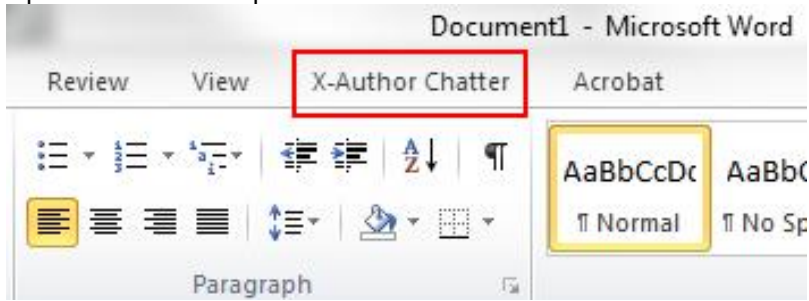 Document1 - Microsoft Word
Review View X-Author Chatter Acrobat
AaBbCcDc AaBbC
¶ Normal ¶ No Sp
Paragraph